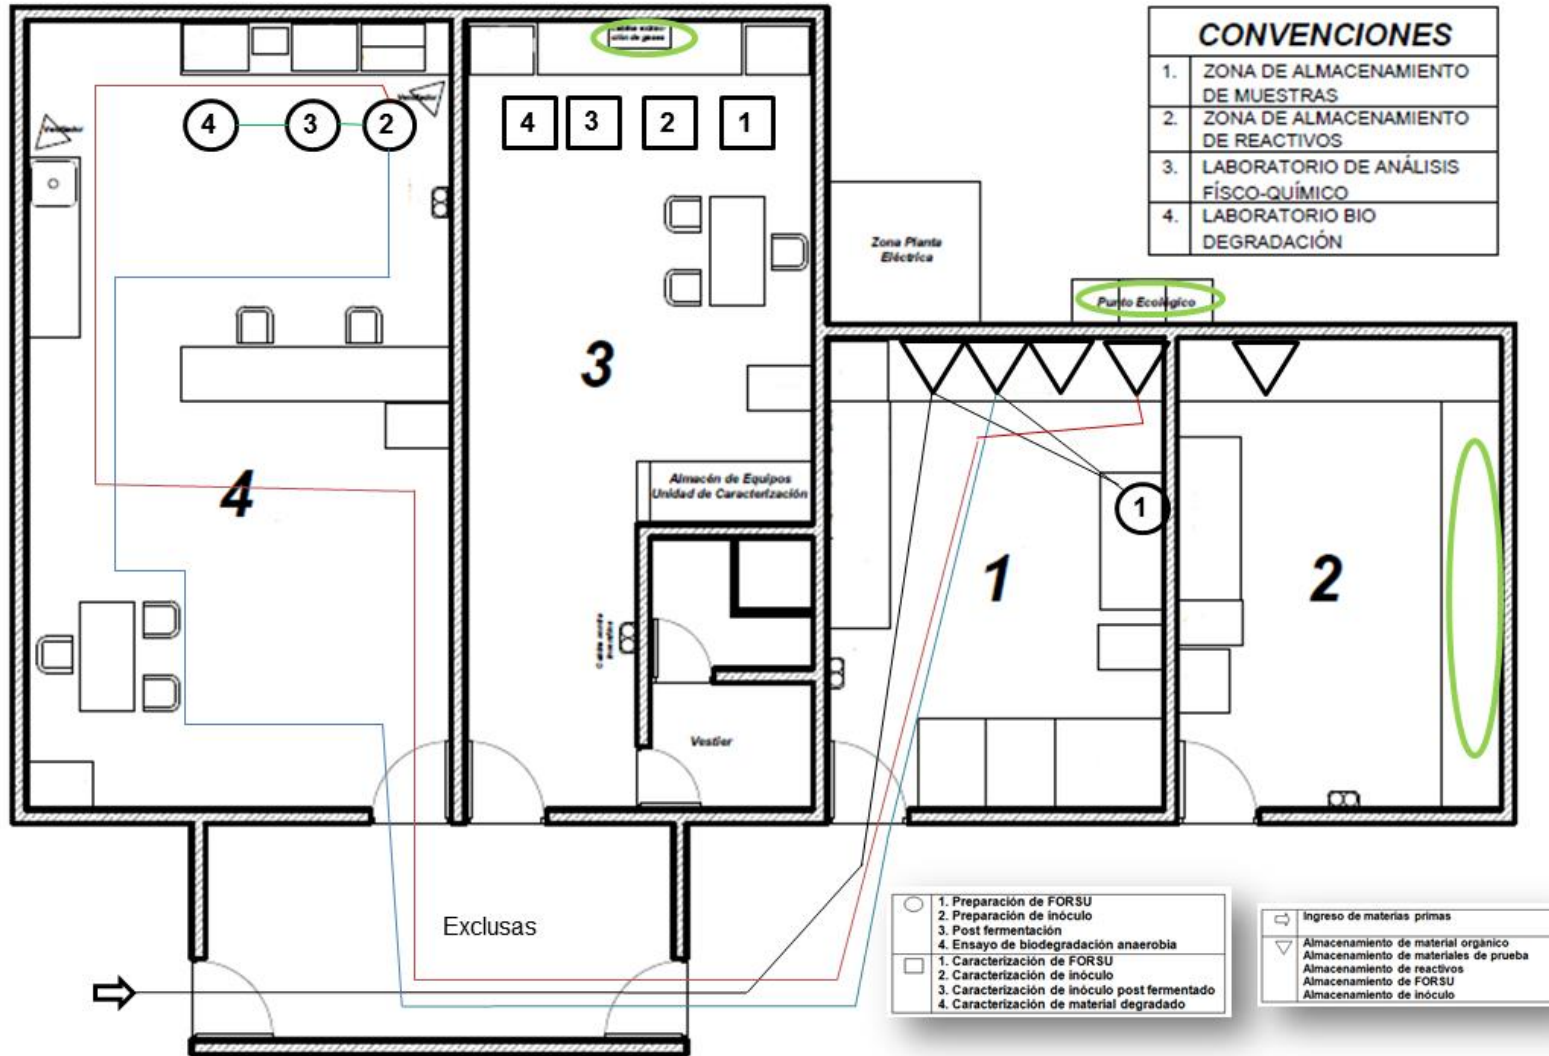 CONVENCIONES
1. ZONA DE ALMACENAMIENTO
DE MUESTRAS
2. ZONA DE ALMACENAMIENTO
DE REACTIVOS
3. LABORATORIO DE ANÁLISIS
FÍSCO-QUÍMICO
4. LABORATORIO BIO
DEGRADACIÓN
ción de gases
Ventilador
Ventilador
4 3 2
4 3 2 1
Zona Planta
Eléctrica
Punto Ecológico
3
4
Almacén de Equipos
Unidad de Caracterización
1
1
2
Vestier
Exclusas
1. Preparación de FORSU
2. Preparación de inóculo
3. Post fermentación
4. Ensayo de biodegradación anaerobia
1. Caracterización de FORSU
2. Caracterización de inóculo
3. Caracterización de inóculo post fermentado
4. Caracterización de material degradado
Ingreso de materias primas
Almacenamiento de material orgánico
Almacenamiento de materiales de prueba
Almacenamiento de reactivos
Almacenamiento de FORSU
Almacenamiento de inóculo